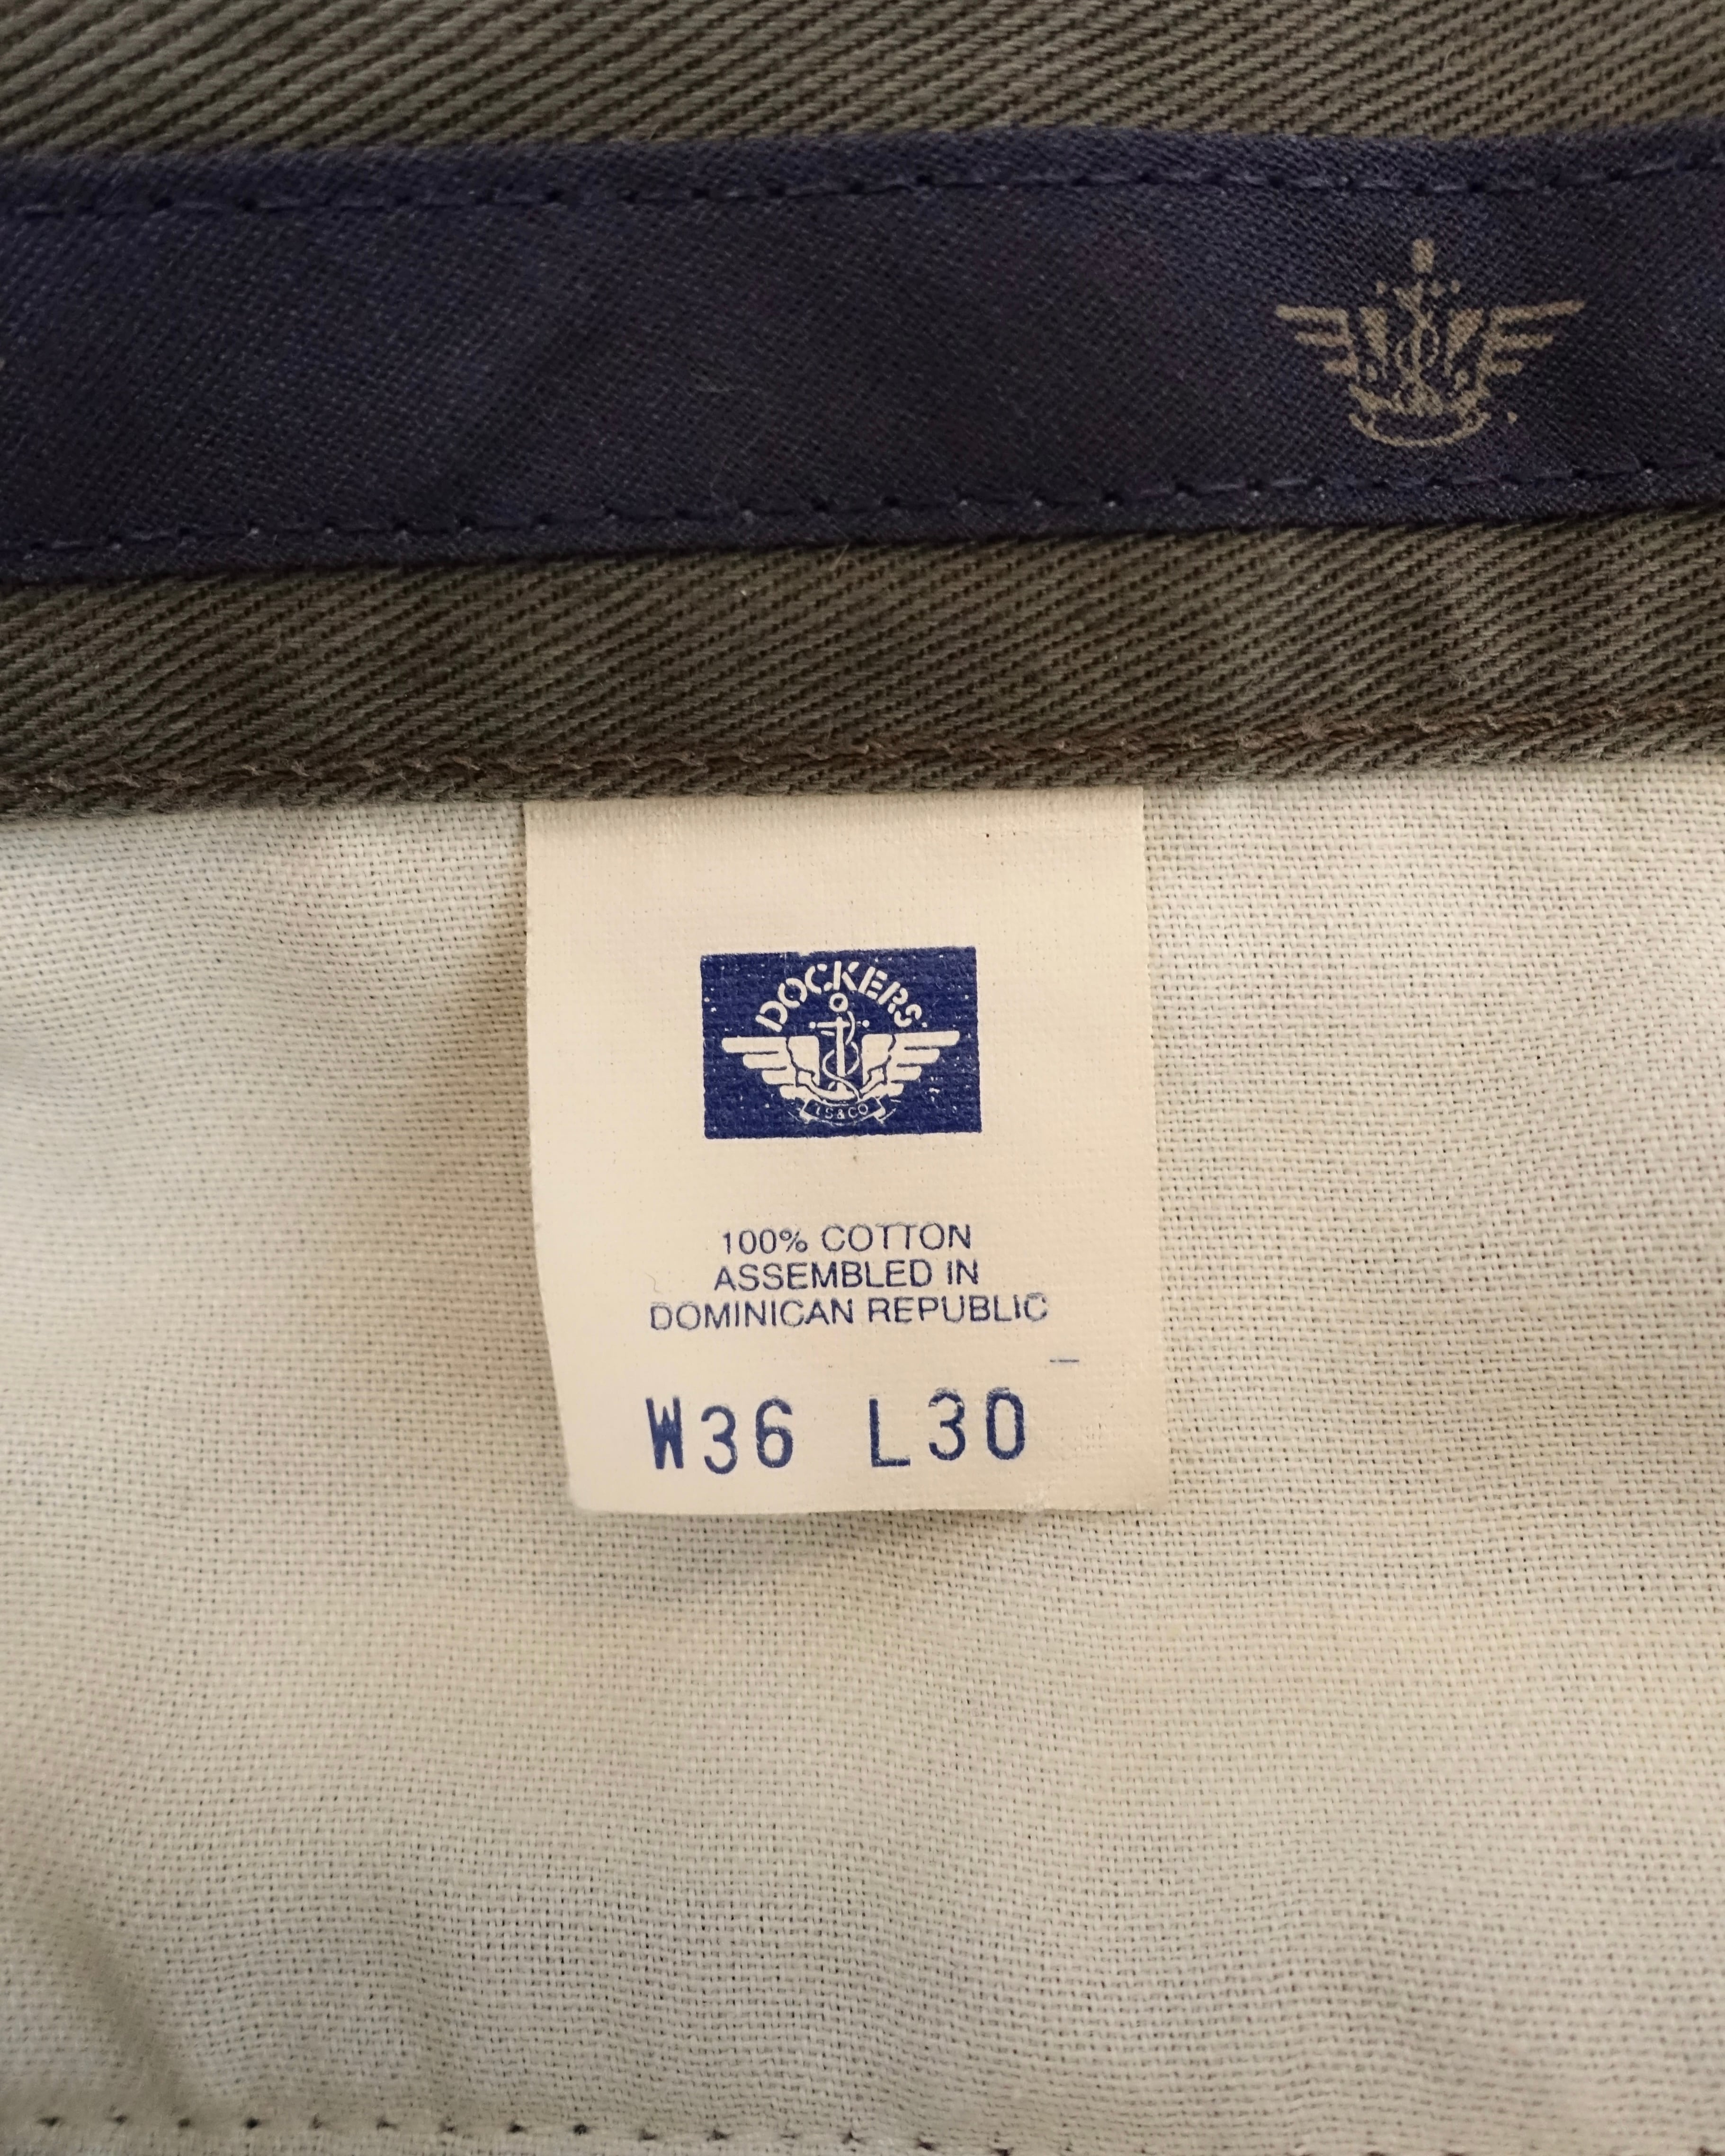 DOCKERS
LS&CO
100% COTTON
ASSEMBLED IN
DOMINICAN REPUBLIC
W36 L30